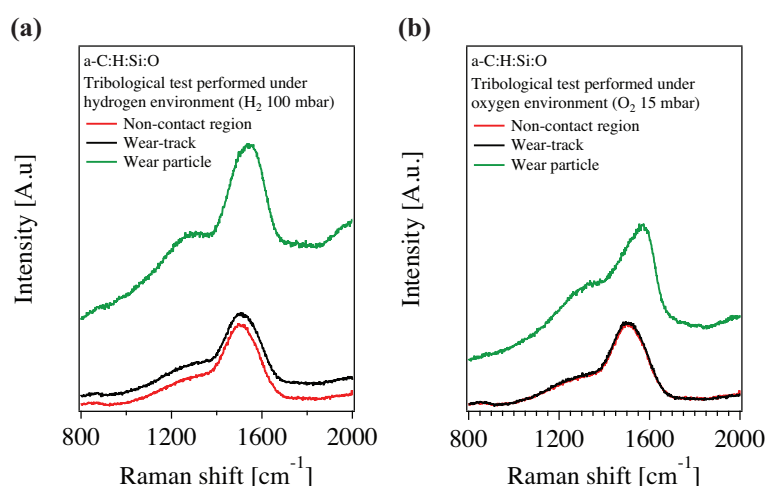 (a)
a-C:H:Si:O
Tribological test performed under
hydrogen environment (H₂ 100 mbar)
Non-contact region
Wear-track
Wear particle
Intensity [A.u]
800
1200
1600
2000
Raman shift [cm⁻¹]
(b)
a-C:H:Si:O
Tribological test performed under
oxygen environment (O₂ 15 mbar)
Non-contact region
Wear-track
Wear particle
Intensity [A.u.]
800
1200
1600
2000
Raman shift [cm⁻¹]